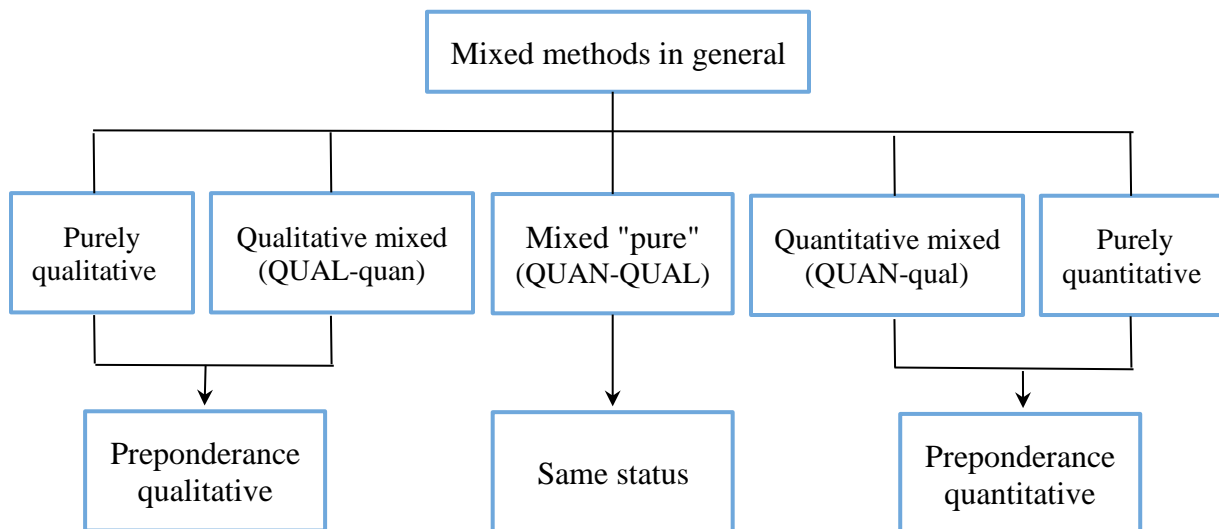 Mixed methods in general
Purely
qualitative
Qualitative mixed
(QUAL-quan)
Mixed "pure"
(QUAN-QUAL)
Quantitative mixed
(QUAN-qual)
Purely
quantitative
Preponderance
qualitative
Same status
Preponderance
quantitative